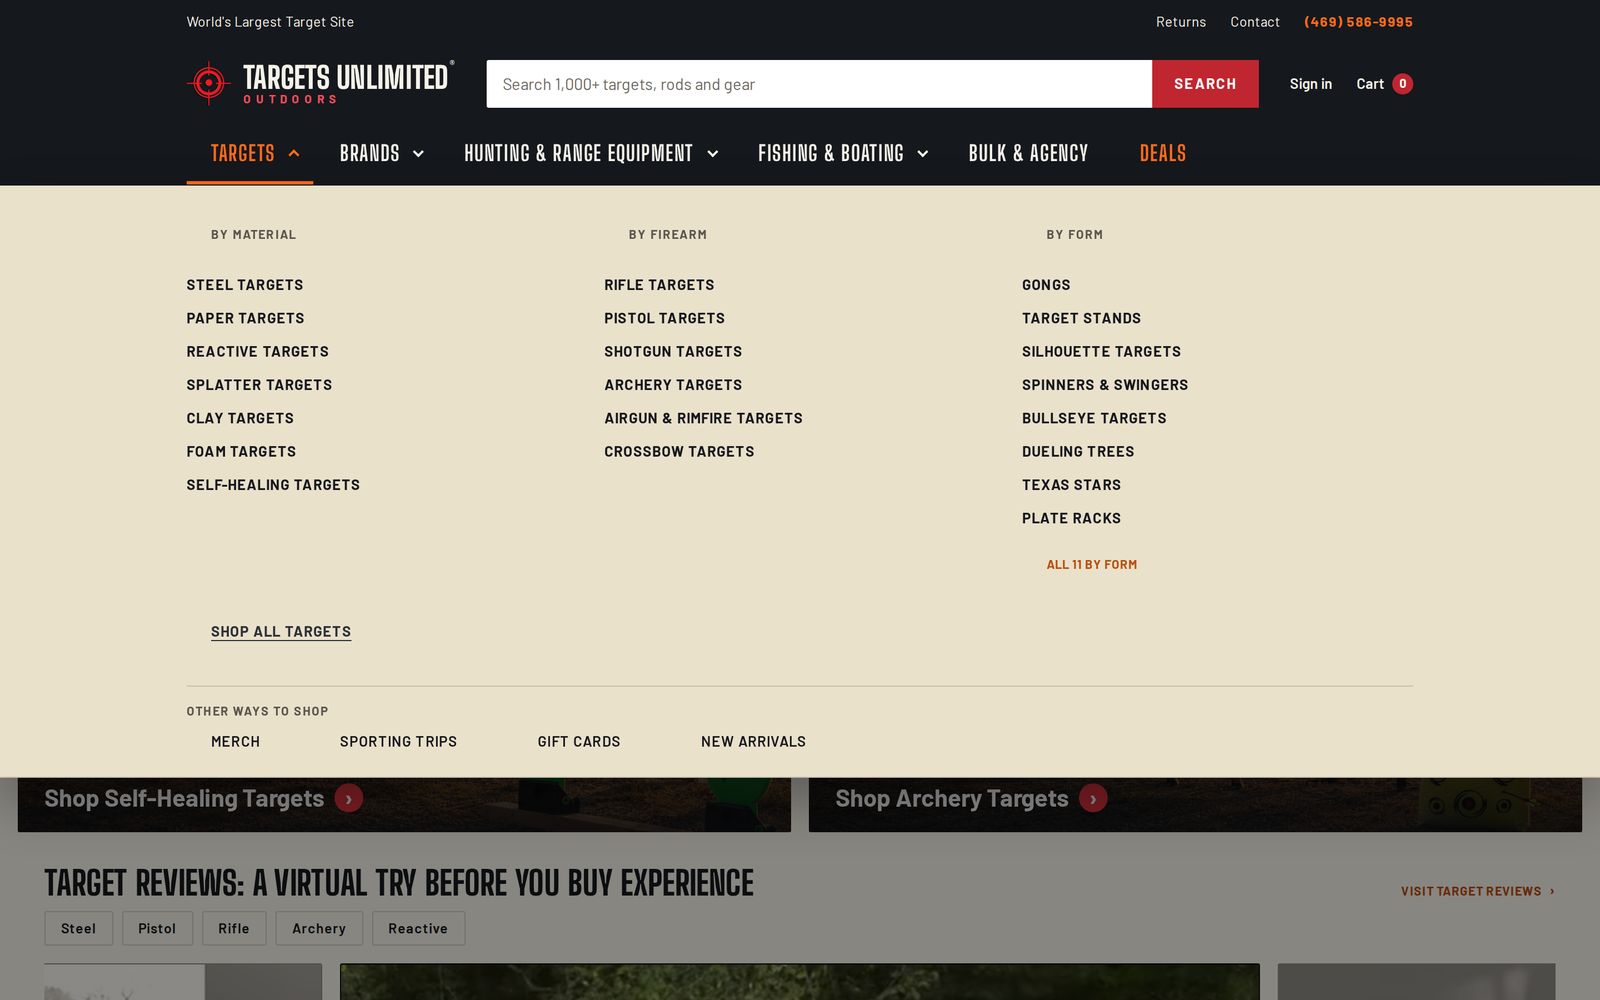 World's Largest Target Site
Returns Contact (469) 586-9995
TARGETS UNLIMITED®
OUTDOORS
Search 1,000+ targets, rods and gear
SEARCH
Sign in Cart 0
TARGETS BRANDS HUNTING & RANGE EQUIPMENT FISHING & BOATING BULK & AGENCY DEALS
BY MATERIAL
STEEL TARGETS
PAPER TARGETS
REACTIVE TARGETS
SPLATTER TARGETS
CLAY TARGETS
FOAM TARGETS
SELF-HEALING TARGETS
BY FIREARM
RIFLE TARGETS
PISTOL TARGETS
SHOTGUN TARGETS
ARCHERY TARGETS
AIRGUN & RIMFIRE TARGETS
CROSSBOW TARGETS
BY FORM
GONGS
TARGET STANDS
SILHOUETTE TARGETS
SPINNERS & SWINGERS
BULLSEYE TARGETS
DUELING TREES
TEXAS STARS
PLATE RACKS
ALL 11 BY FORM
SHOP ALL TARGETS
OTHER WAYS TO SHOP
MERCH SPORTING TRIPS GIFT CARDS NEW ARRIVALS
Shop Self-Healing Targets ›
Shop Archery Targets ›
TARGET REVIEWS: A VIRTUAL TRY BEFORE YOU BUY EXPERIENCE
VISIT TARGET REVIEWS ›
Steel Pistol Rifle Archery Reactive